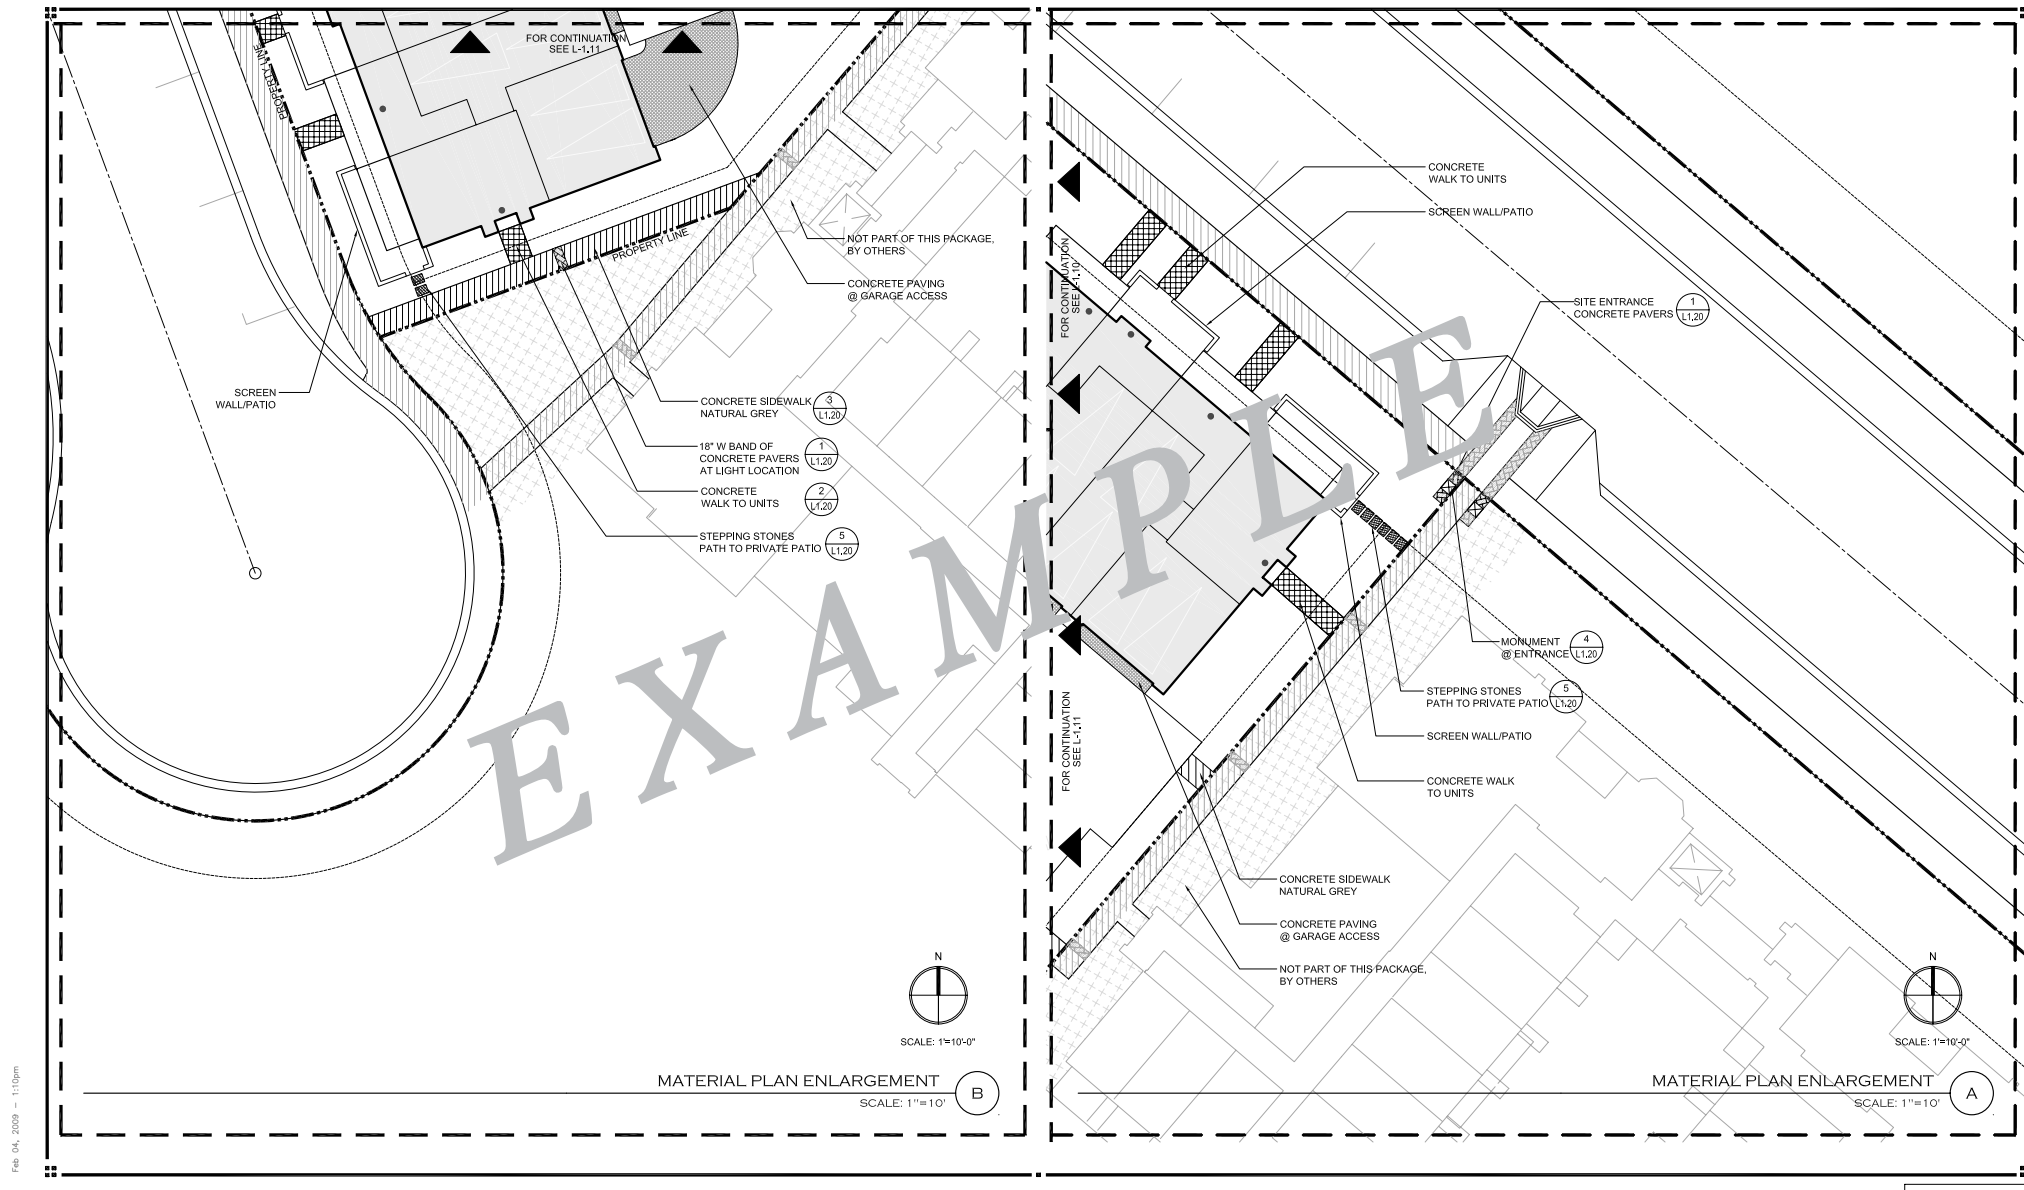 FOR CONTINUATION
SEE L-1.11
PROPERTY LINE
PROPERTY LINE
PROPERTY LINE
NOT PART OF THIS PACKAGE,
BY OTHERS
CONCRETE PAVING
@ GARAGE ACCESS
SCREEN
WALL/PATIO
CONCRETE SIDEWALK
NATURAL GREY
3
L1.20
18" W BAND OF
CONCRETE PAVERS
AT LIGHT LOCATION
1
L1.20
CONCRETE
WALK TO UNITS
2
L1.20
STEPPING STONES
PATH TO PRIVATE PATIO
5
L1.20
N
SCALE: 1"=10'-0"
MATERIAL PLAN ENLARGEMENT
SCALE: 1"=10'
B
EXAMPLE
FOR CONTINUATION
SEE L-1.10
FOR CONTINUATION
SEE L-1.11
CONCRETE
WALK TO UNITS
SCREEN WALL/PATIO
SITE ENTRANCE
CONCRETE PAVERS
1
L1.20
MONUMENT
@ ENTRANCE
4
L1.20
STEPPING STONES
PATH TO PRIVATE PATIO
5
L1.20
SCREEN WALL/PATIO
CONCRETE WALK
TO UNITS
CONCRETE SIDEWALK
NATURAL GREY
CONCRETE PAVING
@ GARAGE ACCESS
NOT PART OF THIS PACKAGE,
BY OTHERS
N
SCALE: 1"=10'-0"
MATERIAL PLAN ENLARGEMENT
SCALE: 1"=10'
A
Feb 04, 2009 – 1:10pm